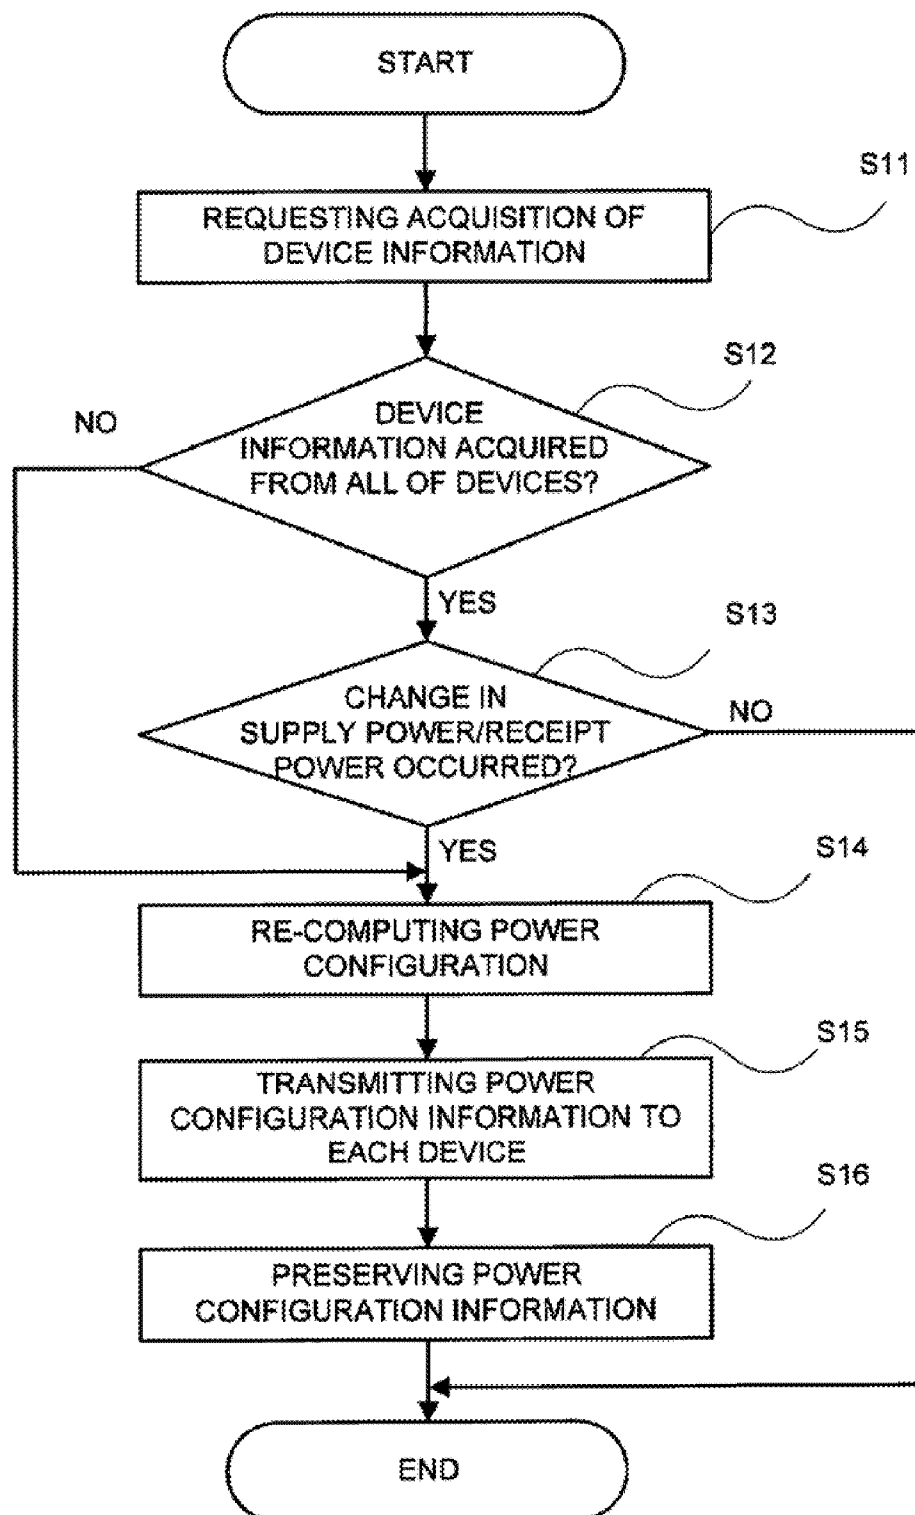 START
S11
REQUESTING ACQUISITION OF
DEVICE INFORMATION
S12
NO
DEVICE
INFORMATION ACQUIRED
FROM ALL OF DEVICES?
YES
S13
CHANGE IN
SUPPLY POWER/RECEIPT
POWER OCCURRED?
NO
YES
S14
RE-COMPUTING POWER
CONFIGURATION
S15
TRANSMITTING POWER
CONFIGURATION INFORMATION TO
EACH DEVICE
S16
PRESERVING POWER
CONFIGURATION INFORMATION
END